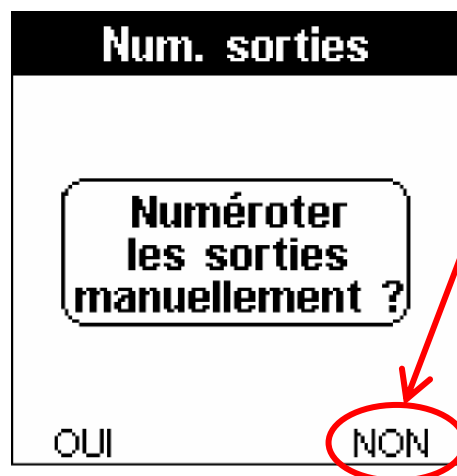 Num. sorties
Numéroter
les sorties
manuellement ?
OUI NON